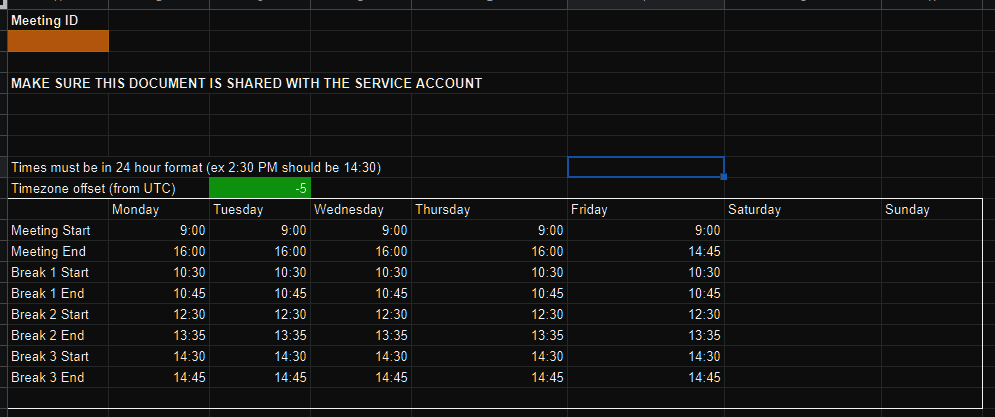 Meeting ID
MAKE SURE THIS DOCUMENT IS SHARED WITH THE SERVICE ACCOUNT
Times must be in 24 hour format (ex 2:30 PM should be 14:30)
Timezone offset (from UTC) -5
Monday Tuesday Wednesday Thursday Friday Saturday Sunday
Meeting Start 9:00 9:00 9:00 9:00 9:00
Meeting End 16:00 16:00 16:00 16:00 14:45
Break 1 Start 10:30 10:30 10:30 10:30 10:30
Break 1 End 10:45 10:45 10:45 10:45 10:45
Break 2 Start 12:30 12:30 12:30 12:30 12:30
Break 2 End 13:35 13:35 13:35 13:35 13:35
Break 3 Start 14:30 14:30 14:30 14:30 14:30
Break 3 End 14:45 14:45 14:45 14:45 14:45